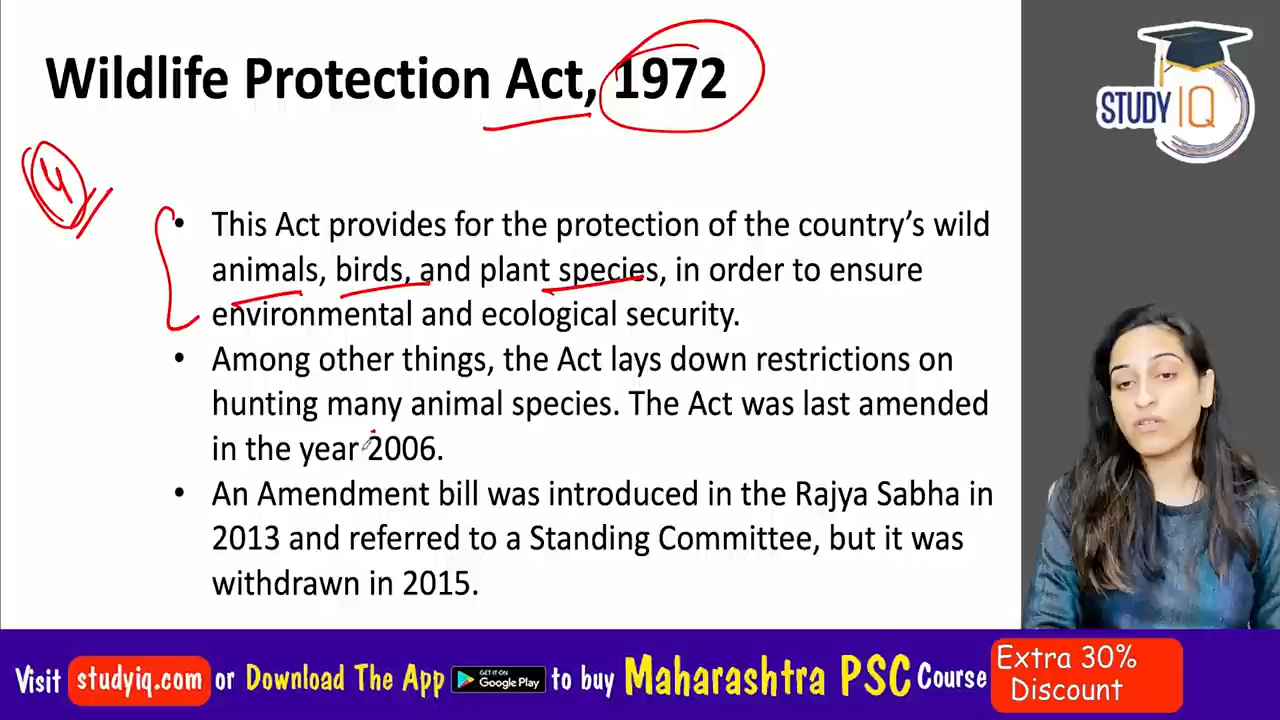 Wildlife Protection Act, 1972
STUDY IQ
4
• This Act provides for the protection of the country’s wild
animals, birds, and plant species, in order to ensure
environmental and ecological security.
• Among other things, the Act lays down restrictions on
hunting many animal species. The Act was last amended
in the year 2006.
• An Amendment bill was introduced in the Rajya Sabha in
2013 and referred to a Standing Committee, but it was
withdrawn in 2015.
Visit studyiq.com or Download The App GET IT ON Google Play to buy Maharashtra PSC Course
Extra 30%
Discount